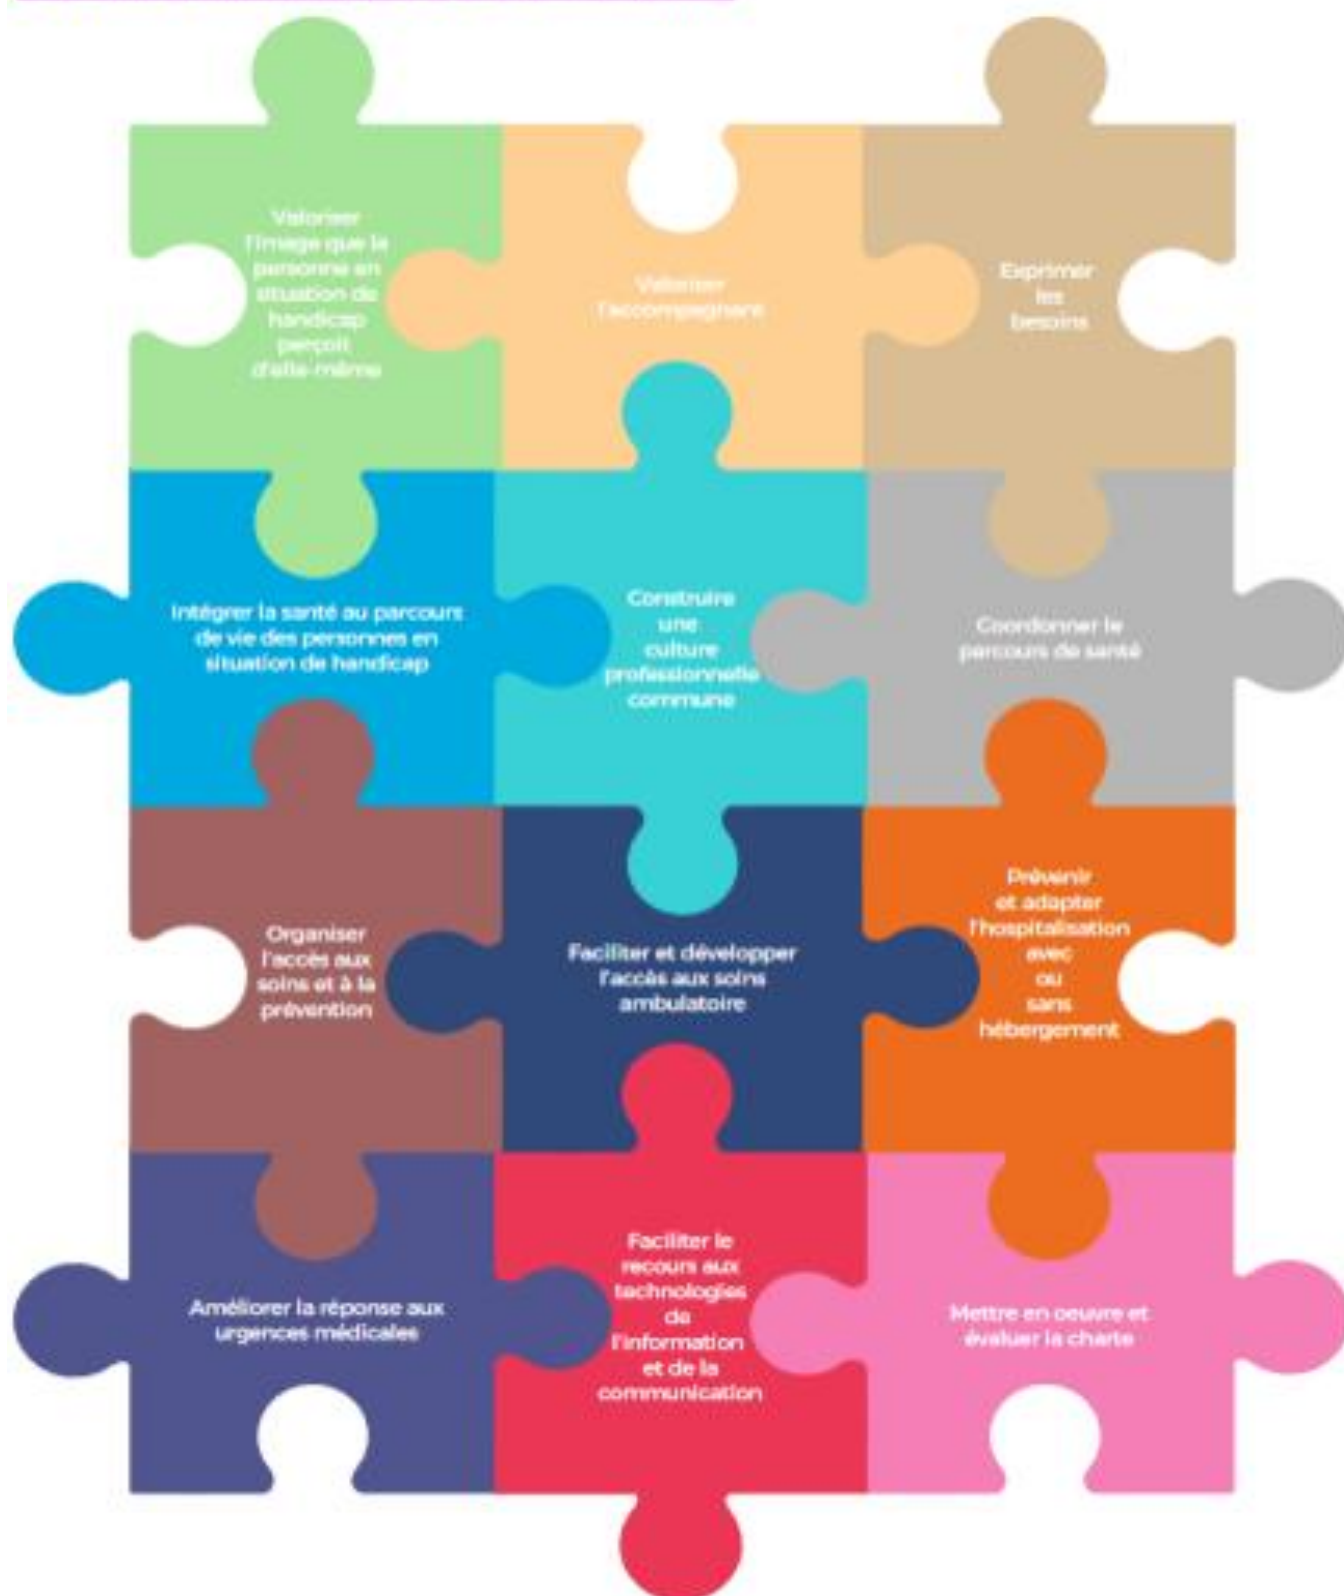 Valoriser
l'image que la
personne en
situation de
handicap
perçoit
d'elle-même
Valoriser
l'accompagnant
Exprimer
les
besoins
Intégrer la santé au parcours
de vie des personnes en
situation de handicap
Construire
une
culture
professionnelle
commune
Coordonner le
parcours de santé
Organiser
l'accès aux
soins et à la
prévention
Faciliter et développer
l'accès aux soins
ambulatoire
Prévenir
et adapter
l'hospitalisation
avec
ou
sans
hébergement
Améliorer la réponse aux
urgences médicales
Faciliter le
recours aux
technologies
de
l'information
et de la
communication
Mettre en oeuvre et
évaluer la charte